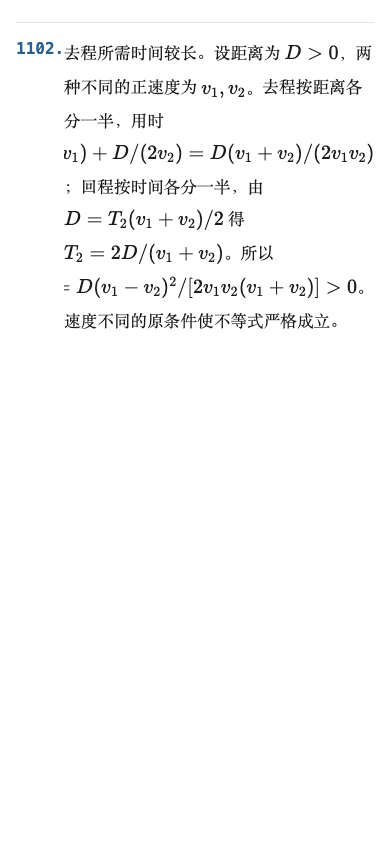 1102. 去程所需时间较长。设距离为 D > 0，两
种不同的正速度为 v₁, v₂。去程按距离各
分一半，用时
v₁) + D/(2v₂) = D(v₁ + v₂)/(2v₁v₂)
；回程按时间各分一半，由
D = T₂(v₁ + v₂)/2 得
T₂ = 2D/(v₁ + v₂)。所以
= D(v₁ − v₂)²/[2v₁v₂(v₁ + v₂)] > 0。
速度不同的原条件使不等式严格成立。